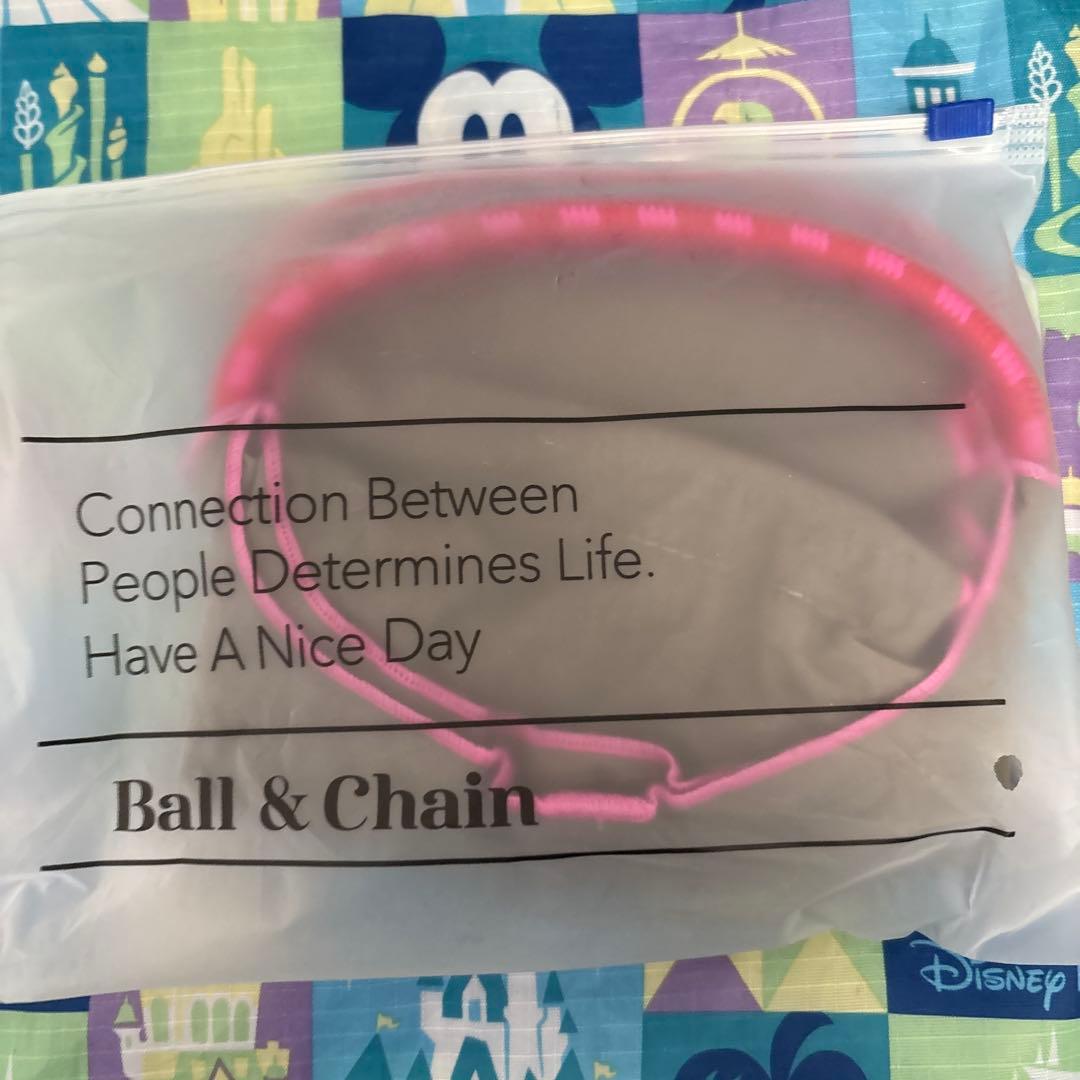 Connection Between
People Determines Life.
Have A Nice Day
Ball & Chain
DISNEY